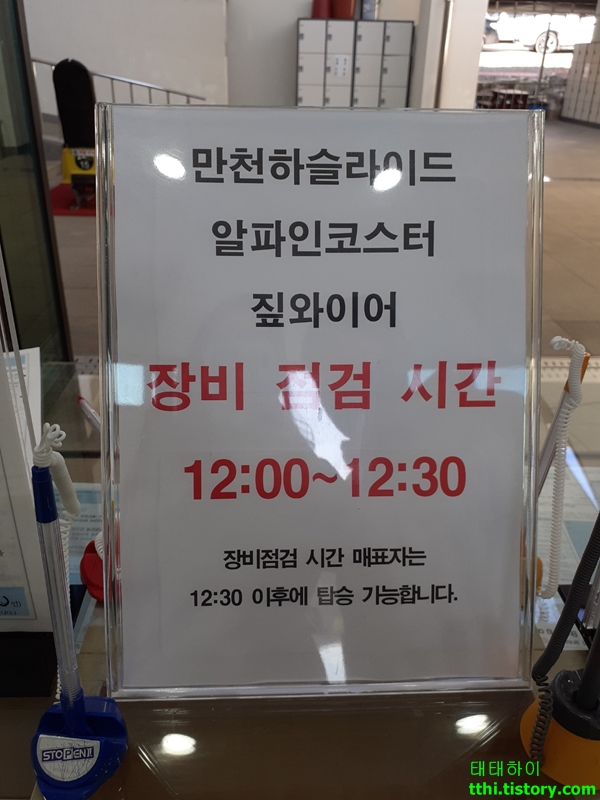 만천하슬라이드
알파인코스터
짚와이어
장비 점검 시간
12:00~12:30
장비점검 시간 매표자는
12:30 이후에 탑승 가능합니다.
STOPEN!!
태태하이
tthi.tistory.com